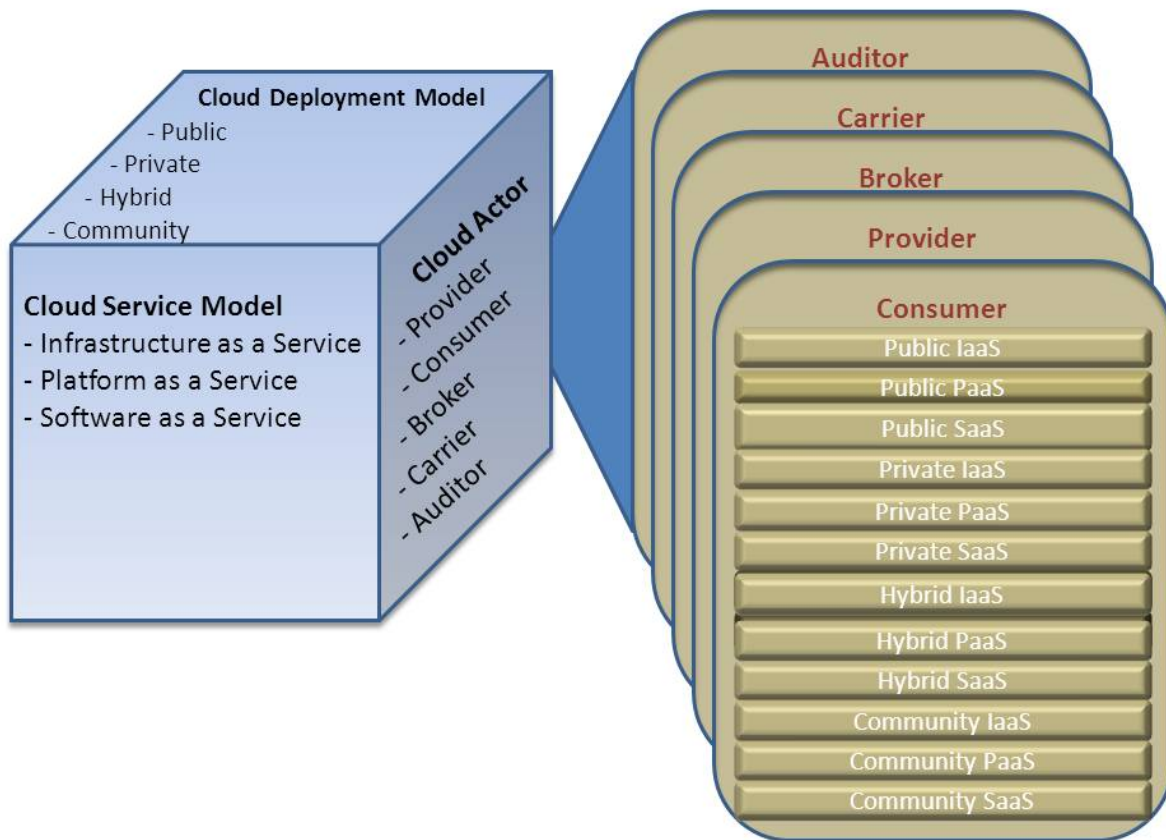 Cloud Deployment Model
- Public
- Private
- Hybrid
- Community
Cloud Service Model
- Infrastructure as a Service
- Platform as a Service
- Software as a Service
Cloud Actor
- Provider
- Consumer
- Broker
- Carrier
- Auditor
Auditor
Carrier
Broker
Provider
Consumer
Public IaaS
Public PaaS
Public SaaS
Private IaaS
Private PaaS
Private SaaS
Hybrid IaaS
Hybrid PaaS
Hybrid SaaS
Community IaaS
Community PaaS
Community SaaS